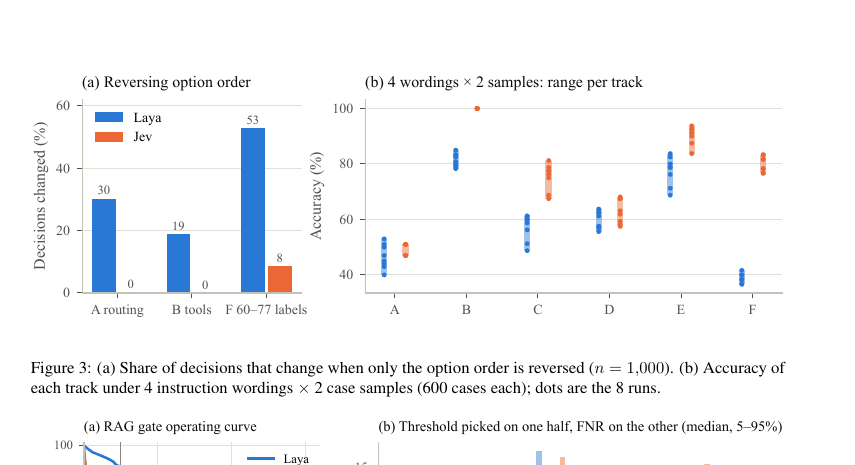 (a) Reversing option order
(b) 4 wordings × 2 samples: range per track
Decisions changed (%)
60
40
20
0
Laya
Jev
30
0
19
0
53
8
A routing
B tools
F 60–77 labels
Accuracy (%)
100
80
60
40
A
B
C
D
E
F
Figure 3: (a) Share of decisions that change when only the option order is reversed (n = 1,000). (b) Accuracy of
each track under 4 instruction wordings × 2 case samples (600 cases each); dots are the 8 runs.
(a) RAG gate operating curve
(b) Threshold picked on one half, FNR on the other (median, 5–95%)
100
Laya